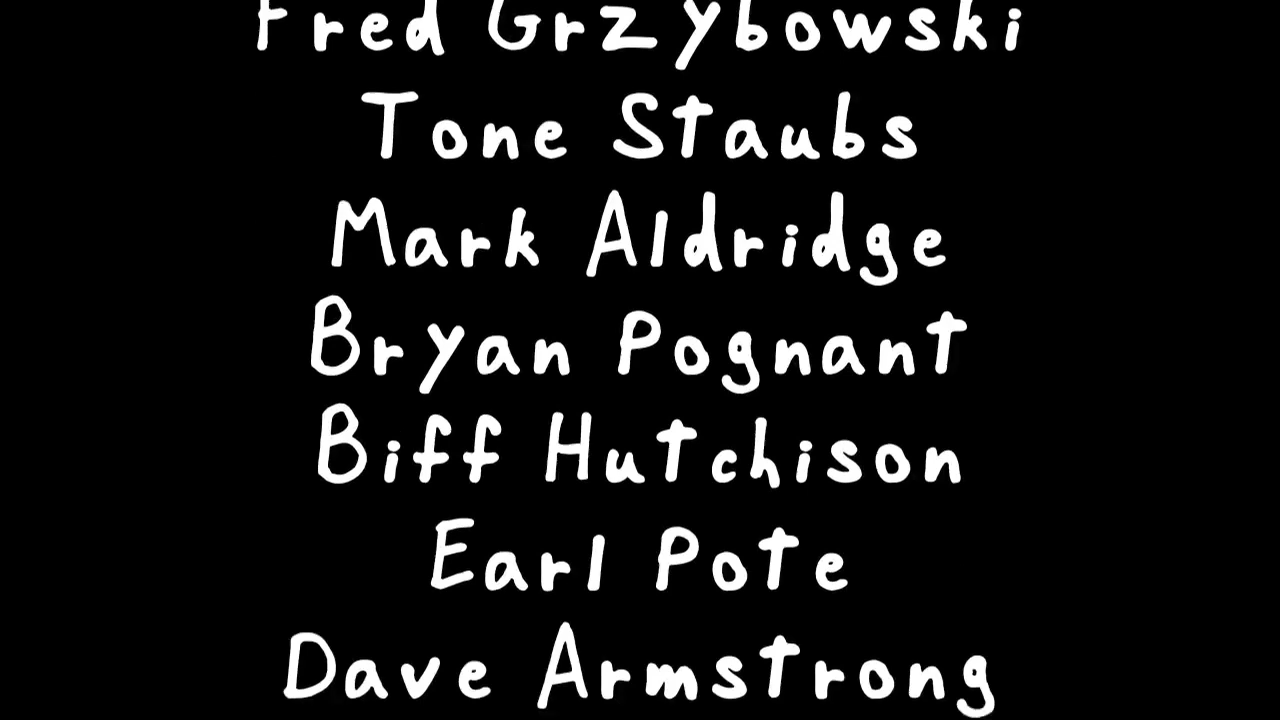 Fred Grzybowski
Tone Staubs
Mark Aldridge
Bryan Pognant
Biff Hutchison
Earl Pote
Dave Armstrong